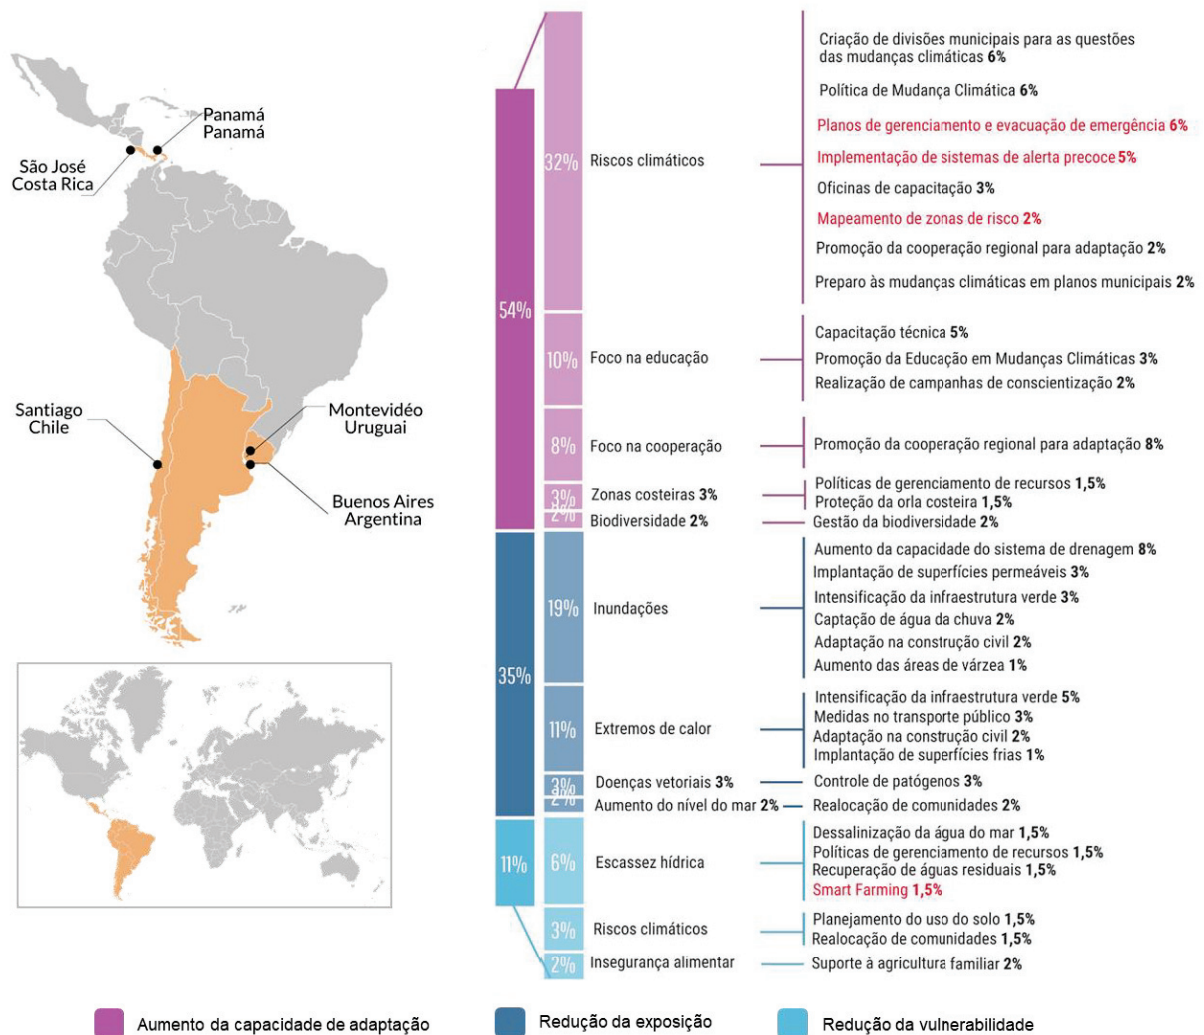 Panamá
Panamá
São José
Costa Rica
Santiago
Chile
Montevidéo
Uruguai
Buenos Aires
Argentina
54%
32%
Riscos climáticos
Criação de divisões municipais para as questões
das mudanças climáticas 6%
Política de Mudança Climática 6%
Planos de gerenciamento e evacuação de emergência 6%
Implementação de sistemas de alerta precoce 5%
Oficinas de capacitação 3%
Mapeamento de zonas de risco 2%
Promoção da cooperação regional para adaptação 2%
Preparo às mudanças climáticas em planos municipais 2%
10%
Foco na educação
Capacitação técnica 5%
Promoção da Educação em Mudanças Climáticas 3%
Realização de campanhas de conscientização 2%
8%
Foco na cooperação
Promoção da cooperação regional para adaptação 8%
3%
Zonas costeiras 3%
Políticas de gerenciamento de recursos 1,5%
Proteção da orla costeira 1,5%
2%
Biodiversidade 2%
Gestão da biodiversidade 2%
35%
19%
Inundações
Aumento da capacidade do sistema de drenagem 8%
Implantação de superfícies permeáveis 3%
Intensificação da infraestrutura verde 3%
Captação de água da chuva 2%
Adaptação na construção civil 2%
Aumento das áreas de várzea 1%
11%
Extremos de calor
Intensificação da infraestrutura verde 5%
Medidas no transporte público 3%
Adaptação na construção civil 2%
Implantação de superfícies frias 1%
3%
Doenças vetoriais 3%
Controle de patógenos 3%
2%
Aumento do nível do mar 2%
Realocação de comunidades 2%
11%
6%
Escassez hídrica
Dessalinização da água do mar 1,5%
Políticas de gerenciamento de recursos 1,5%
Recuperação de águas residuais 1,5%
Smart Farming 1,5%
3%
Riscos climáticos
Planejamento do uso do solo 1,5%
Realocação de comunidades 1,5%
2%
Insegurança alimentar
Suporte à agricultura familiar 2%
Aumento da capacidade de adaptação
Redução da exposição
Redução da vulnerabilidade